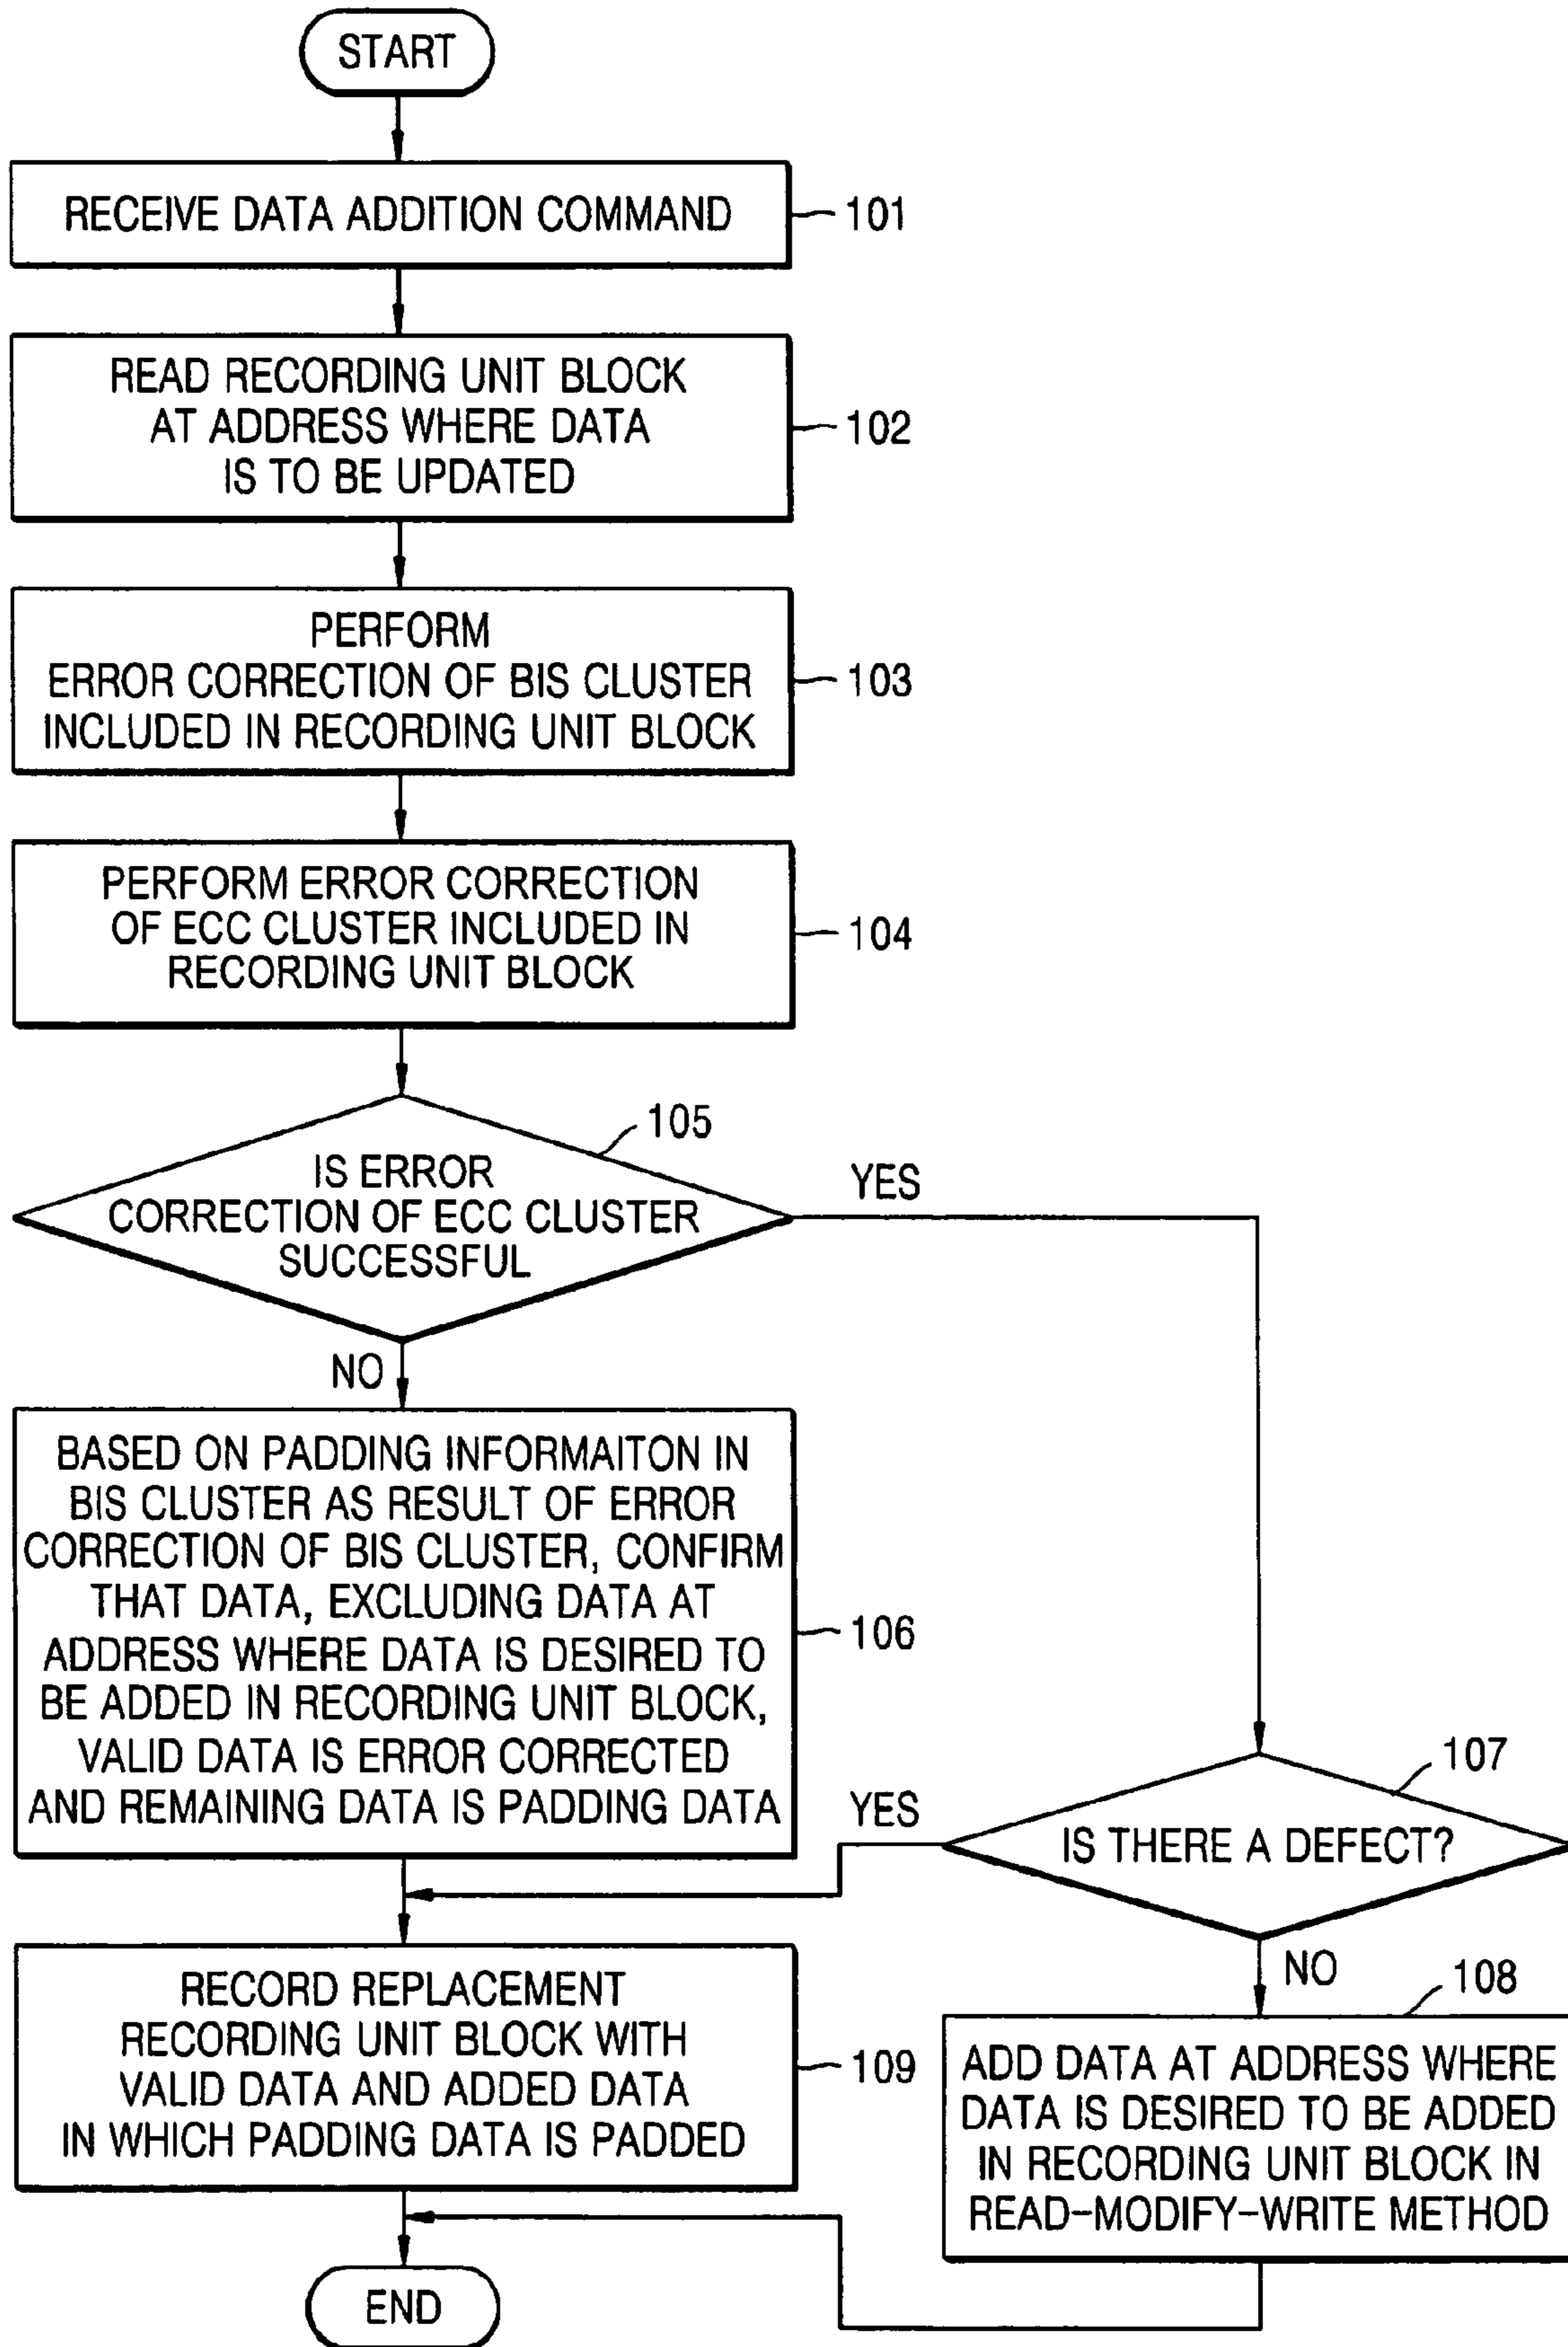 START
RECEIVE DATA ADDITION COMMAND
101
READ RECORDING UNIT BLOCK
AT ADDRESS WHERE DATA
IS TO BE UPDATED
102
PERFORM
ERROR CORRECTION OF BIS CLUSTER
INCLUDED IN RECORDING UNIT BLOCK
103
PERFORM ERROR CORRECTION
OF ECC CLUSTER INCLUDED IN
RECORDING UNIT BLOCK
104
105
IS ERROR
CORRECTION OF ECC CLUSTER
SUCCESSFUL
YES
NO
BASED ON PADDING INFORMAITON IN
BIS CLUSTER AS RESULT OF ERROR
CORRECTION OF BIS CLUSTER, CONFIRM
THAT DATA, EXCLUDING DATA AT
ADDRESS WHERE DATA IS DESIRED TO
BE ADDED IN RECORDING UNIT BLOCK,
VALID DATA IS ERROR CORRECTED
AND REMAINING DATA IS PADDING DATA
106
107
IS THERE A DEFECT?
YES
NO
108
ADD DATA AT ADDRESS WHERE
DATA IS DESIRED TO BE ADDED
IN RECORDING UNIT BLOCK IN
READ-MODIFY-WRITE METHOD
RECORD REPLACEMENT
RECORDING UNIT BLOCK WITH
VALID DATA AND ADDED DATA
IN WHICH PADDING DATA IS PADDED
109
END